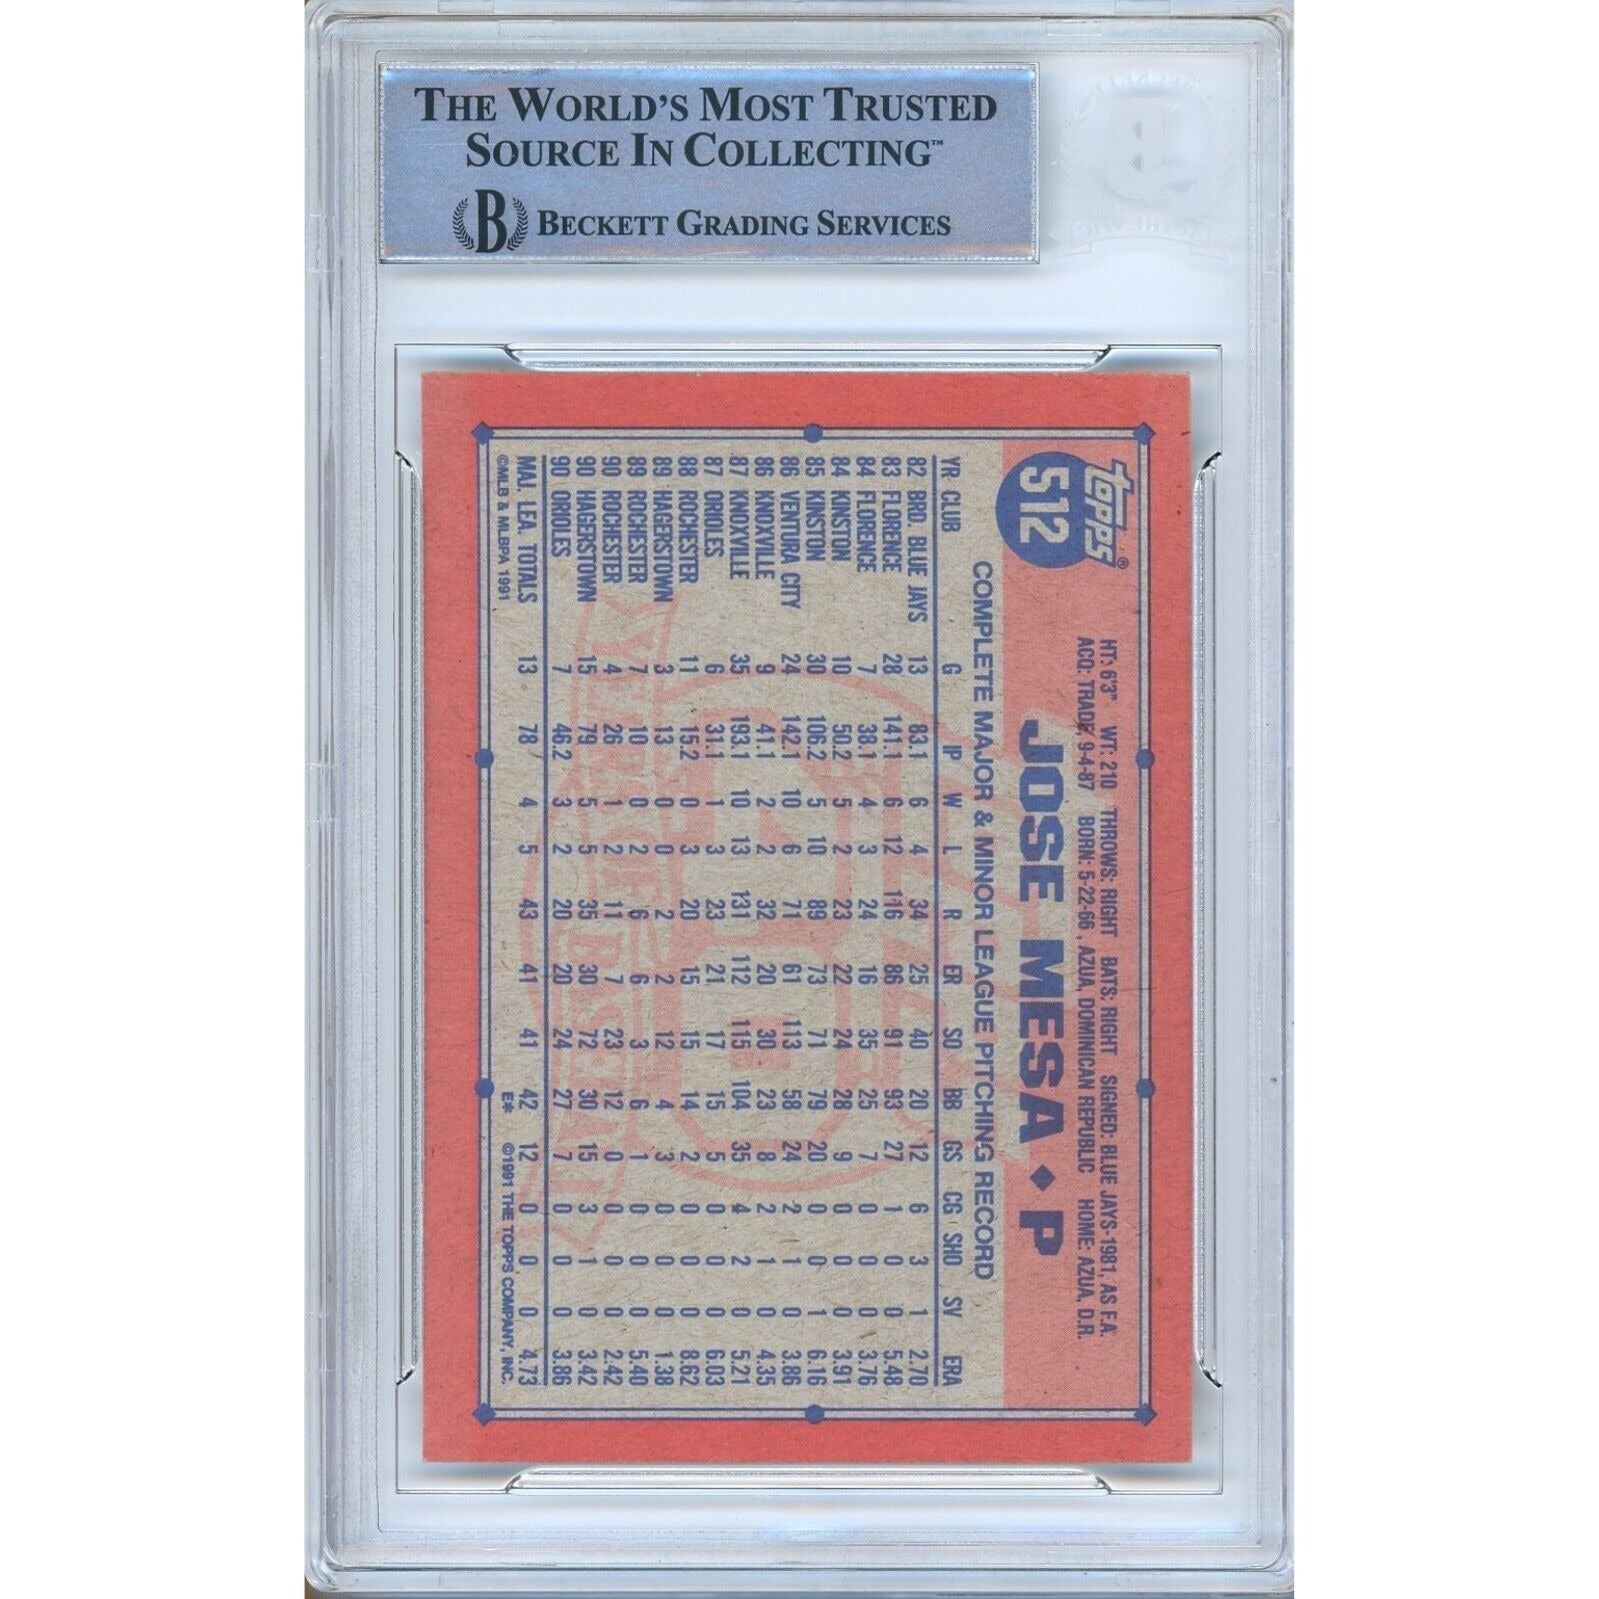 THE WORLD'S MOST TRUSTED
SOURCE IN COLLECTING™
B BECKETT GRADING SERVICES
topps®
512
HT: 6'3" WT: 210 THROWS: RIGHT BATS: RIGHT SIGNED: BLUE JAYS-1981, AS F.A.
ACQ: TRADE, 9-4-87 BORN: 5-22-66, AZUA, DOMINICAN REPUBLIC HOME: AZUA, D.R.
JOSE MESA ◆ P
COMPLETE MAJOR & MINOR LEAGUE PITCHING RECORD
YR CLUB G IP W L R ER SO BB GS CG SHO SV ERA
82 BRD. BLUE JAYS 13 83.1 6 4 34 25 40 20 12 6 3 1 2.70
83 FLORENCE 28 141.1 6 12 116 86 91 93 27 1 0 0 5.48
84 FLORENCE 7 38.1 4 3 24 16 35 25 7 0 0 0 3.76
84 KINSTON 10 50.2 5 2 23 22 24 28 9 0 0 0 3.91
85 KINSTON 30 106.2 5 10 89 73 71 79 20 0 0 1 6.16
86 VENTURA CITY 24 142.1 10 6 71 61 113 58 24 2 1 0 3.86
86 KNOXVILLE 9 41.1 2 2 32 20 30 23 8 2 1 0 4.35
87 KNOXVILLE 35 193.1 10 13 131 112 115 104 35 4 2 0 5.21
87 ORIOLES 6 31.1 1 3 23 21 17 15 5 0 0 0 6.03
88 ROCHESTER 11 15.2 0 3 20 15 15 14 2 0 0 0 8.62
89 HAGERSTOWN 3 13 0 0 2 2 12 4 3 0 0 0 1.38
89 ROCHESTER 7 10 0 2 6 6 3 6 1 0 0 0 5.40
90 ROCHESTER 4 26 1 2 11 7 23 12 0 0 0 0 2.42
90 HAGERSTOWN 15 79 5 5 35 30 72 30 15 3 1 0 3.42
90 ORIOLES 7 46.2 3 2 20 20 24 27 7 0 0 0 3.86
MAJ. LEA. TOTALS 13 78 4 5 43 41 41 42 12 0 0 0 4.73
©MLB & MLBPA 1991 E* ©1991 THE TOPPS COMPANY, INC.
YEARS OF BASEBALL